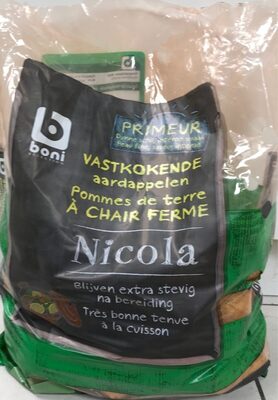 PRIMEUR
boni
VASTKOKENDE
aardappelen
Pommes de terre
À CHAIR FERME
Nicola
Blijven extra stevig
na bereiding
Très bonne tenue
à la cuisson